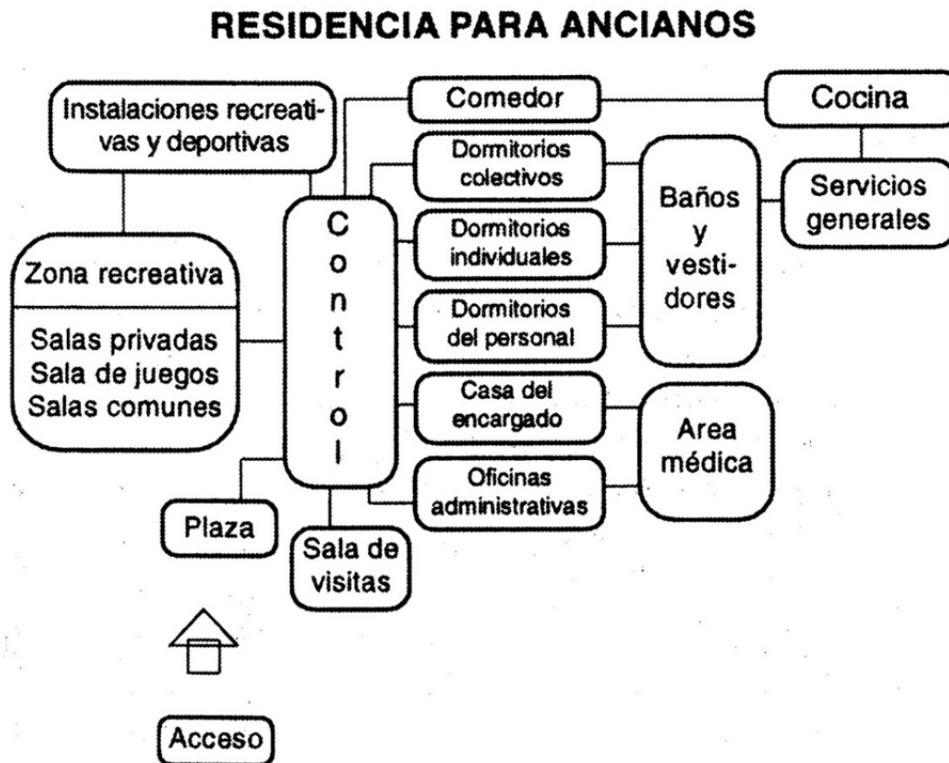 RESIDENCIA PARA ANCIANOS
Instalaciones recreati-
vas y deportivas
Comedor
Cocina
Dormitorios
colectivos
Baños
y
vesti-
dores
Servicios
generales
Control
Dormitorios
individuales
Zona recreativa
Salas privadas
Sala de juegos
Salas comunes
Dormitorios
del personal
Casa del
encargado
Area
médica
Oficinas
administrativas
Plaza
Sala de
visitas
Acceso